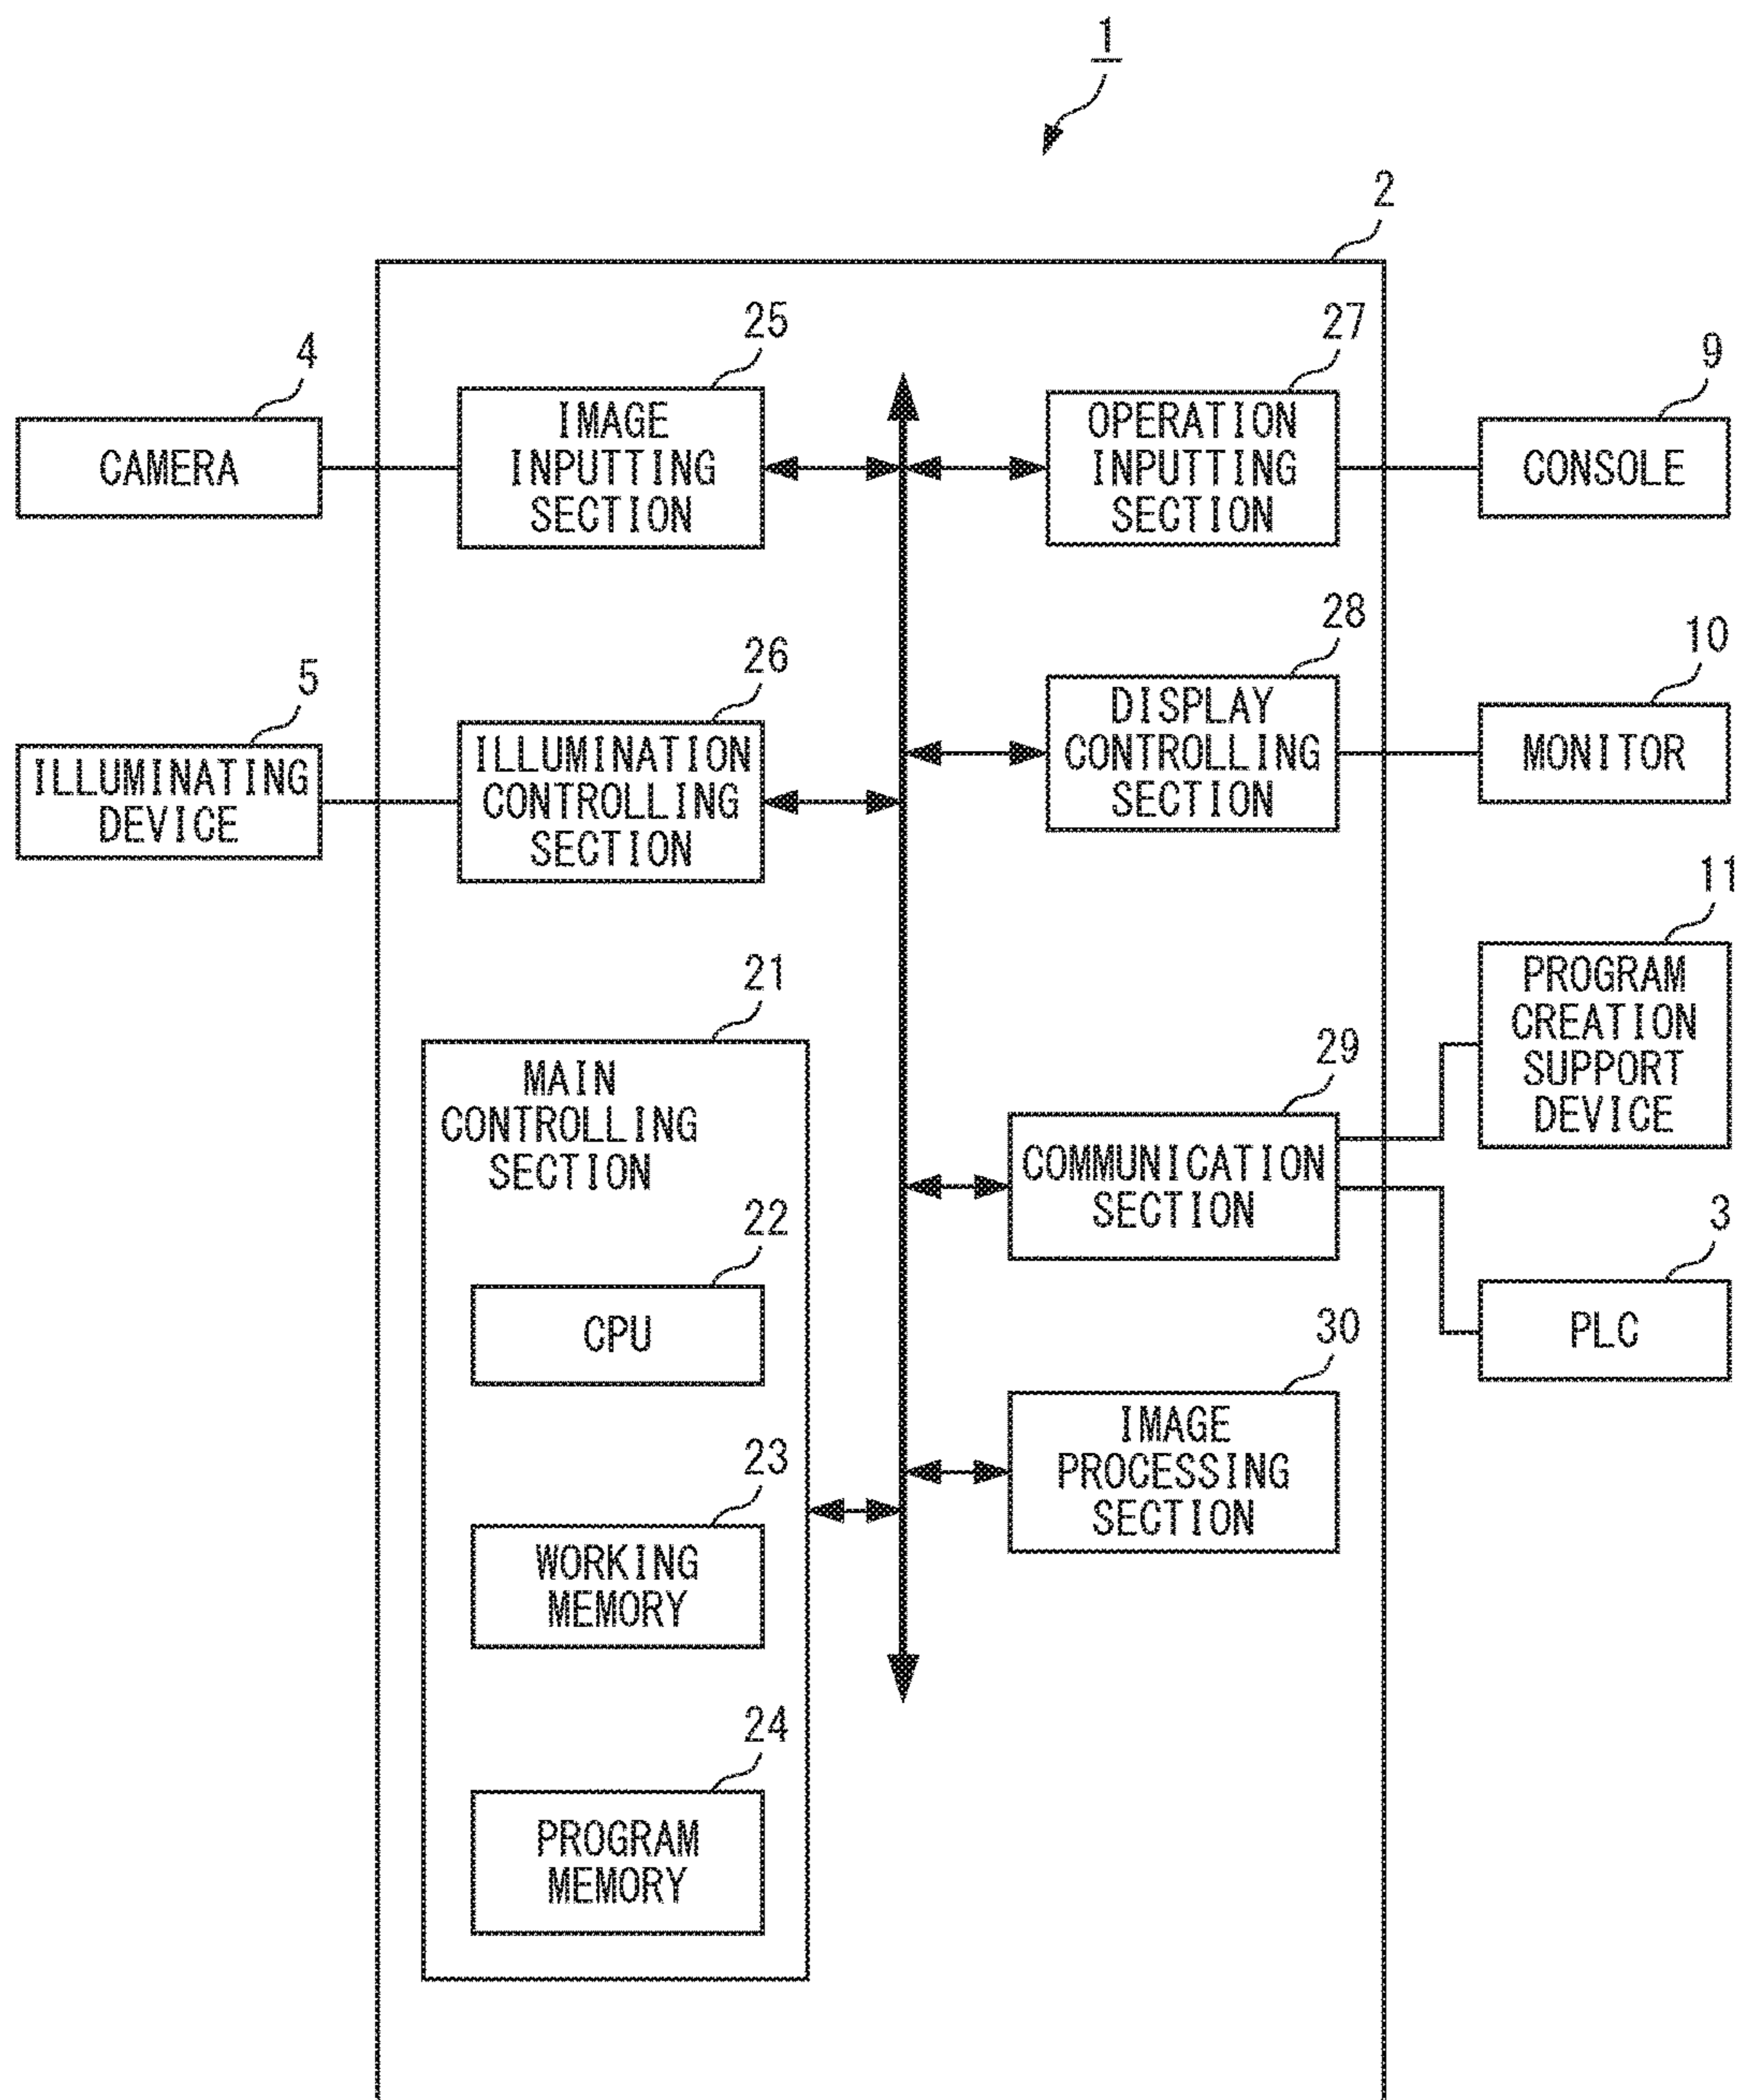 1
2
25
27
4
9
IMAGE
INPUTTING
SECTION
OPERATION
INPUTTING
SECTION
CAMERA
CONSOLE
28
10
26
5
ILLUMINATING
DEVICE
ILLUMINATION
CONTROLLING
SECTION
DISPLAY
CONTROLLING
SECTION
MONITOR
11
21
PROGRAM
CREATION
SUPPORT
DEVICE
MAIN
CONTROLLING
SECTION
29
COMMUNICATION
SECTION
22
3
CPU
PLC
30
IMAGE
PROCESSING
SECTION
23
WORKING
MEMORY
24
PROGRAM
MEMORY